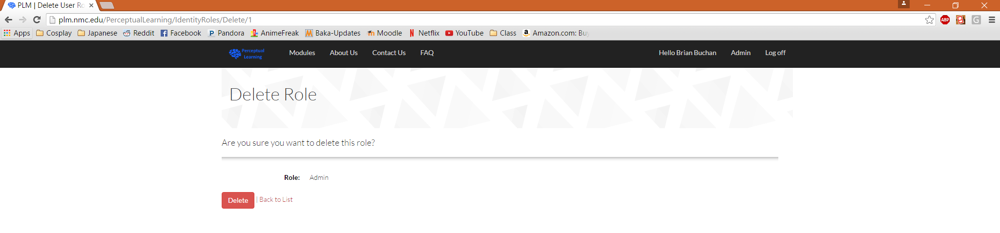 PLM | Delete User Ro
plm.nmc.edu/PerceptualLearning/IdentityRoles/Delete/1
ABP
G
Apps Cosplay Japanese Reddit Facebook Pandora AnimeFreak Baka-Updates Moodle Netflix YouTube Class Amazon.com: Buy
Perceptual
Learning
Modules About Us Contact Us FAQ Hello Brian Buchan Admin Log off
Delete Role
Are you sure you want to delete this role?
Role: Admin
Delete | Back to List